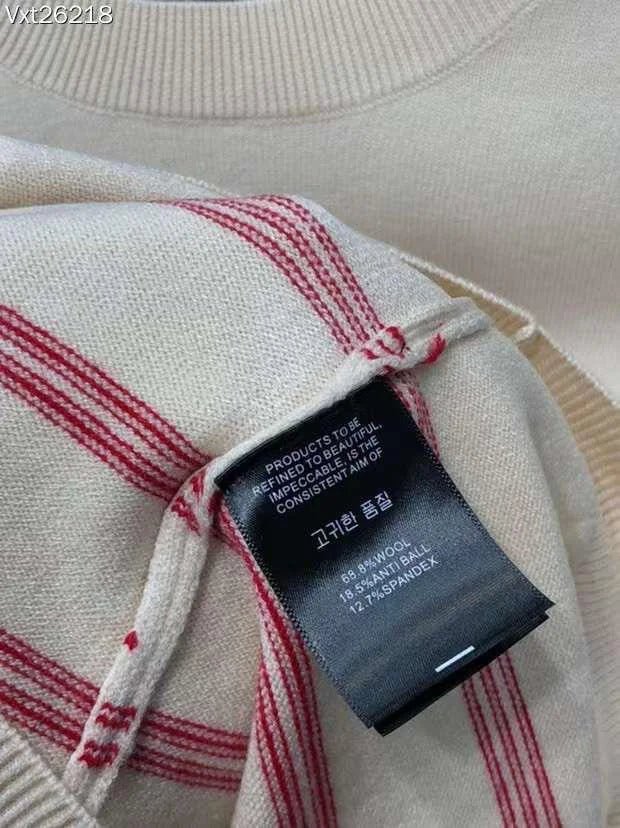 Vxt26218
PRODUCTS TO BE
REFINED TO BEAUTIFUL,
IMPECCABLE, IS THE
CONSISTENT AIM OF
고귀한 품질
68.8%WOOL
18.5%ANTI BALL
12.7%SPANDEX